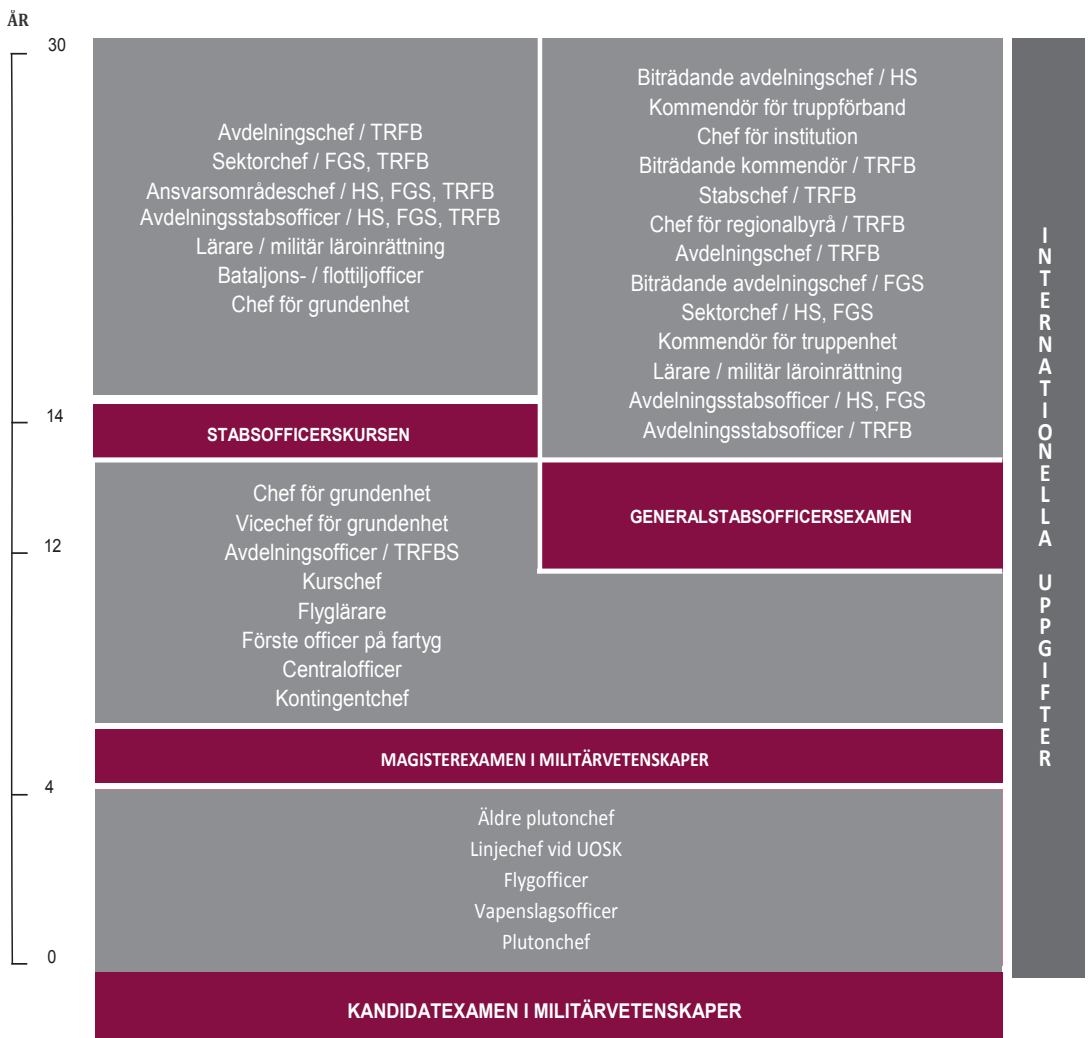 ÅR
30
Avdelningschef / TRFB
Sektorchef / FGS, TRFB
Ansvarsområdeschef / HS, FGS, TRFB
Avdelningsstabsofficer / HS, FGS, TRFB
Lärare / militär läroinrättning
Bataljons- / flottiljofficer
Chef för grundenhet
Biträdande avdelningschef / HS
Kommendör för truppförband
Chef för institution
Biträdande kommendör / TRFB
Stabschef / TRFB
Chef för regionalbyrå / TRFB
Avdelningschef / TRFB
Biträdande avdelningschef / FGS
Sektorchef / HS, FGS
Kommendör för truppenhet
Lärare / militär läroinrättning
Avdelningsstabsofficer / HS, FGS
Avdelningsstabsofficer / TRFB
14
STABSOFFICERSKURSEN
GENERALSTABSOFFICERSEXAMEN
12
Chef för grundenhet
Vicechef för grundenhet
Avdelningsofficer / TRFBS
Kurschef
Flyglärare
Förste officer på fartyg
Centralofficer
Kontingentchef
MAGISTEREXAMEN I MILITÄRVETENSKAPER
4
Äldre plutonchef
Linjechef vid UOSK
Flygofficer
Vapenslagsofficer
Plutonchef
0
KANDIDATEXAMEN I MILITÄRVETENSKAPER
INTERNATIONELLA UPPGIFTER